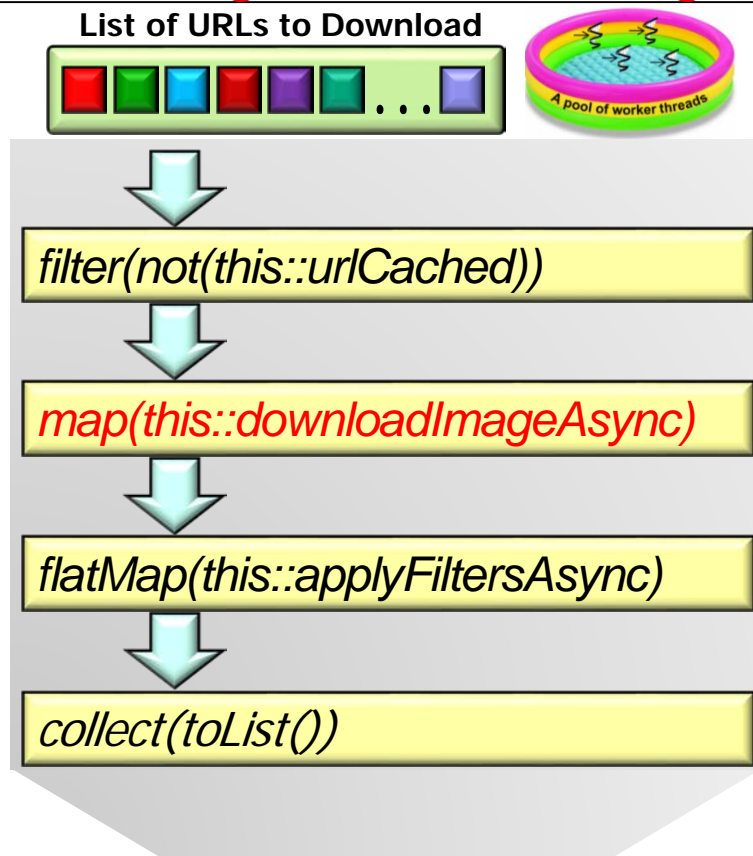 List of URLs to Download
. . .
A pool of worker threads
filter(not(this::urlCached))
map(this::downloadImageAsync)
flatMap(this::applyFiltersAsync)
collect(toList())